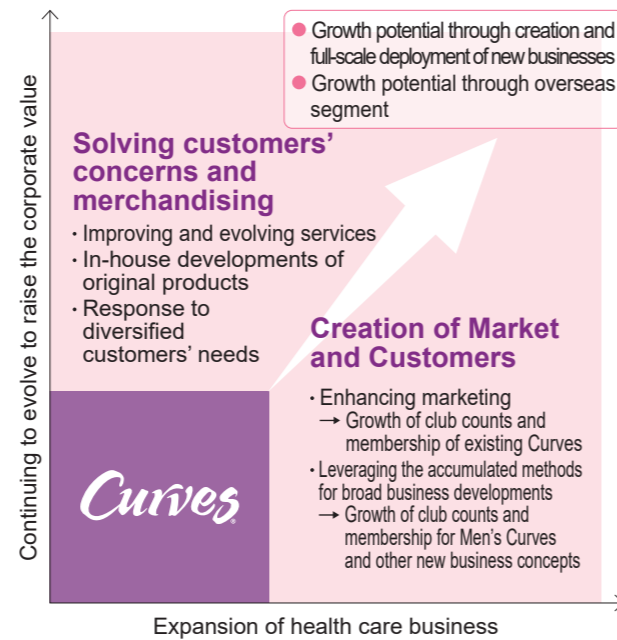 Growth potential through creation and
full-scale deployment of new businesses
Growth potential through overseas
segment
Continuing to evolve to raise the corporate value
Solving customers’
concerns and
merchandising
・Improving and evolving services
・In-house developments of
original products
・Response to
diversified
customers’ needs
Creation of Market
and Customers
・Enhancing marketing
→ Growth of club counts and
membership of existing Curves
・Leveraging the accumulated methods
for broad business developments
→ Growth of club counts and
membership for Men’s Curves
and other new business concepts
Curves®
Expansion of health care business